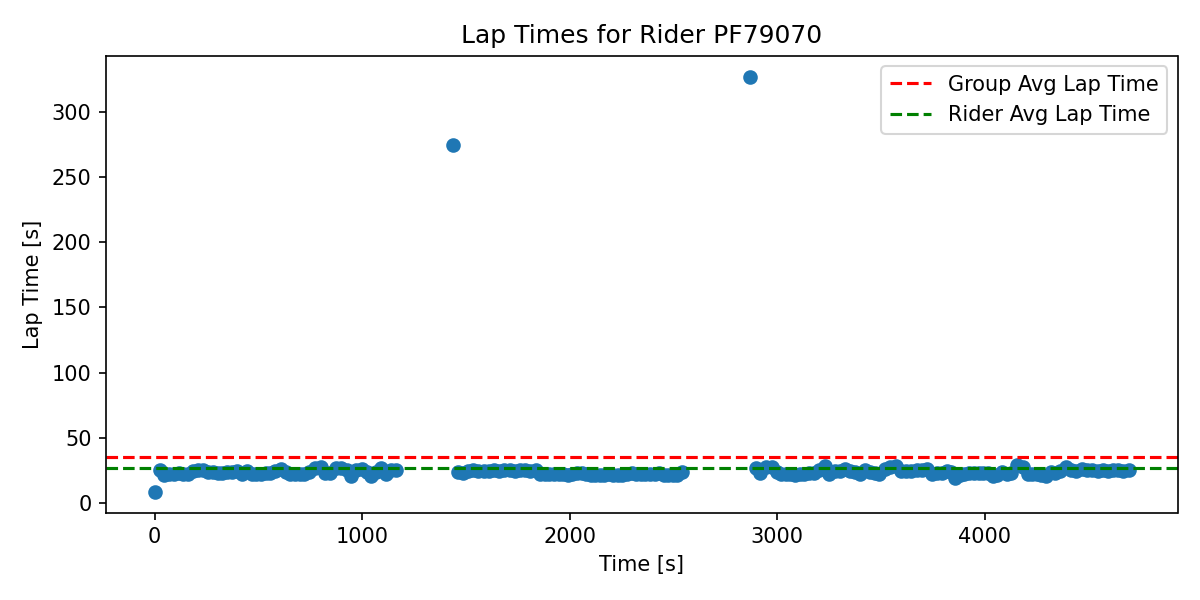 Lap Times for Rider PF79070
Group Avg Lap Time
Rider Avg Lap Time
Lap Time [s]
300
250
200
150
100
50
0
0 1000 2000 3000 4000
Time [s]